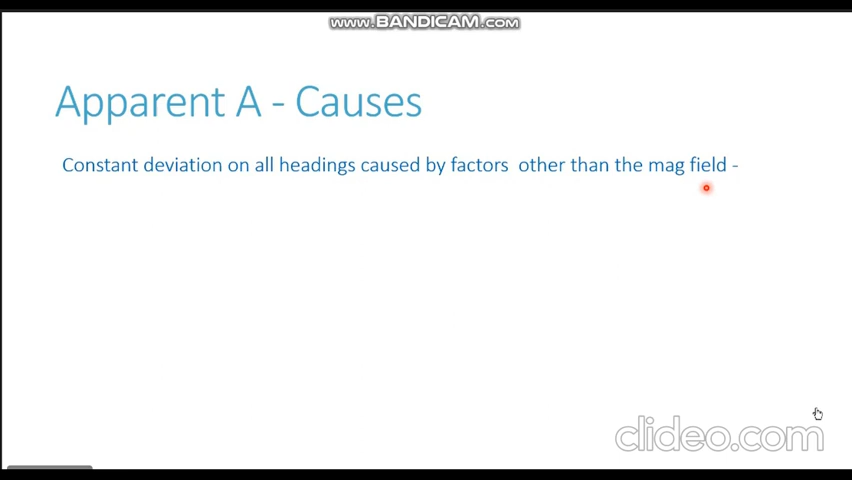 WWW.BANDICAM.COM
Apparent A - Causes
Constant deviation on all headings caused by factors other than the mag field -
clideo.com